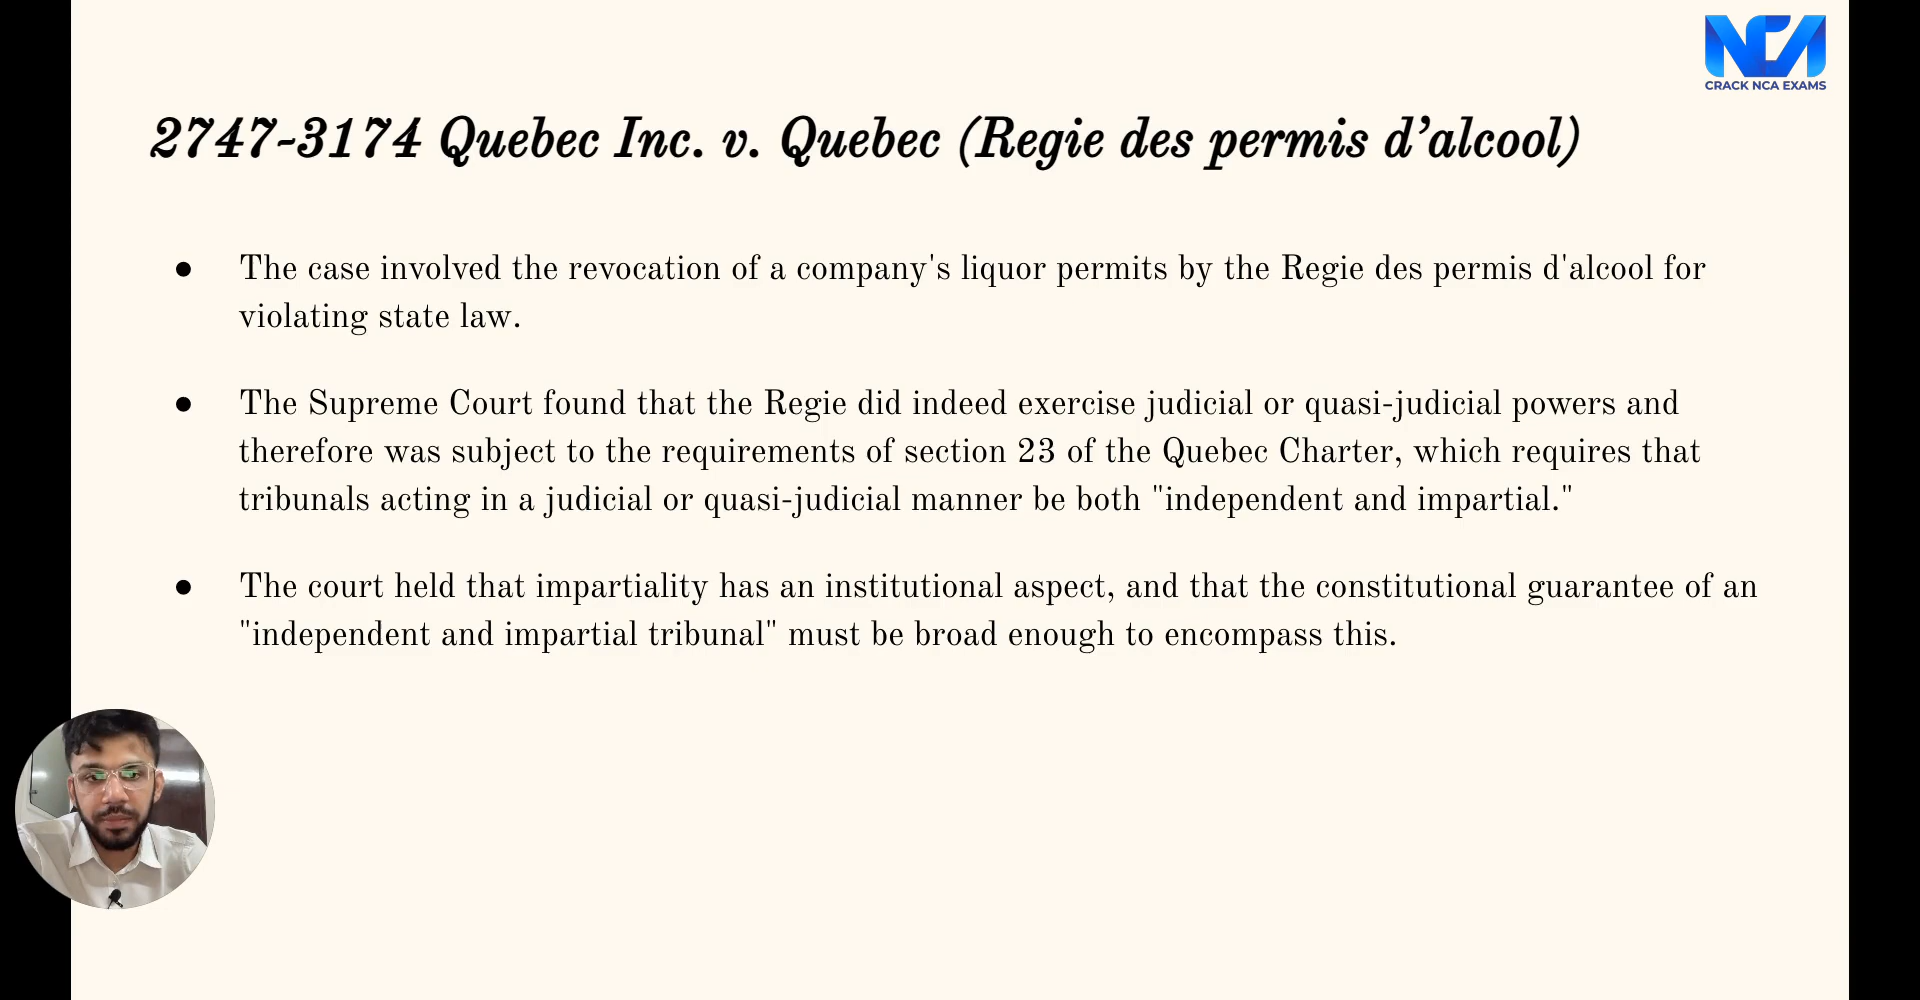 NCA
CRACK NCA EXAMS
2747-3174 Quebec Inc. v. Quebec (Regie des permis d’alcool)
● The case involved the revocation of a company's liquor permits by the Regie des permis d'alcool for
violating state law.
● The Supreme Court found that the Regie did indeed exercise judicial or quasi-judicial powers and
therefore was subject to the requirements of section 23 of the Quebec Charter, which requires that
tribunals acting in a judicial or quasi-judicial manner be both "independent and impartial."
● The court held that impartiality has an institutional aspect, and that the constitutional guarantee of an
"independent and impartial tribunal" must be broad enough to encompass this.